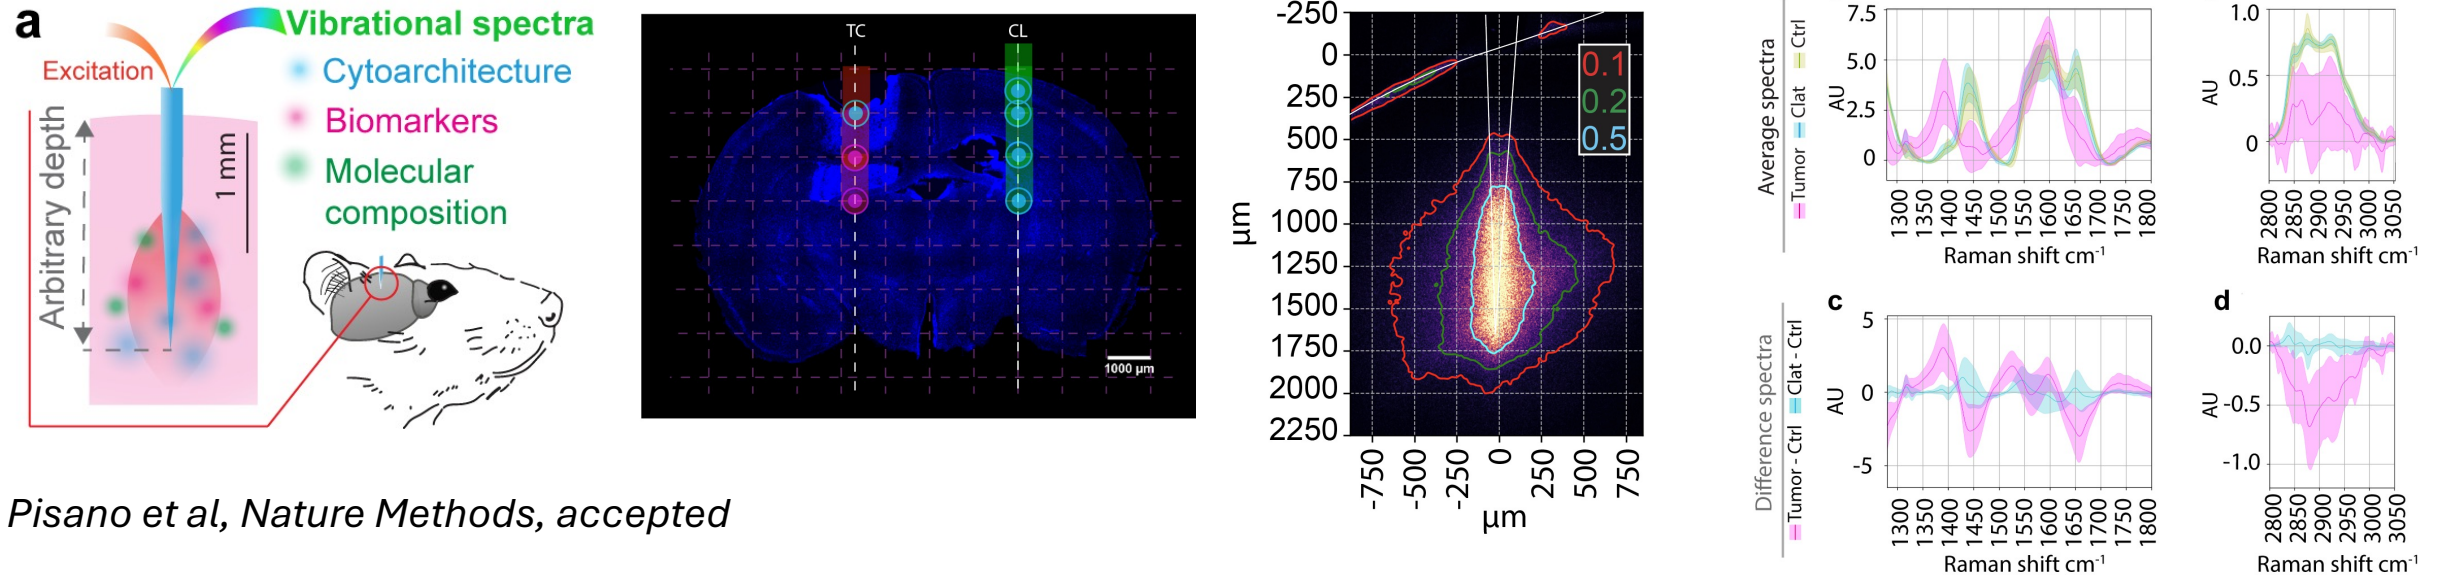 a
Vibrational spectra
Excitation
Cytoarchitecture
Biomarkers
Molecular
composition
Arbitrary depth
1 mm
TC
CL
1000 µm
-250
0
250
500
750
1000
1250
1500
1750
2000
2250
µm
0.1
0.2
0.5
-750
-500
-250
0
250
500
750
µm
Average spectra
Tumor Clat Ctrl
AU
7.5
5.0
2.5
0
1300
1350
1400
1450
1500
1550
1600
1650
1700
1750
1800
Raman shift cm-1
AU
1.0
0.5
0
2800
2850
2900
2950
3000
3050
Raman shift cm-1
Difference spectra
Tumor - Ctrl Clat - Ctrl
c
AU
5
0
-5
1300
1350
1400
1450
1500
1550
1600
1650
1700
1750
1800
Raman shift cm-1
d
AU
0.0
-0.5
-1.0
2800
2850
2900
2950
3000
3050
Raman shift cm-1
Pisano et al, Nature Methods, accepted